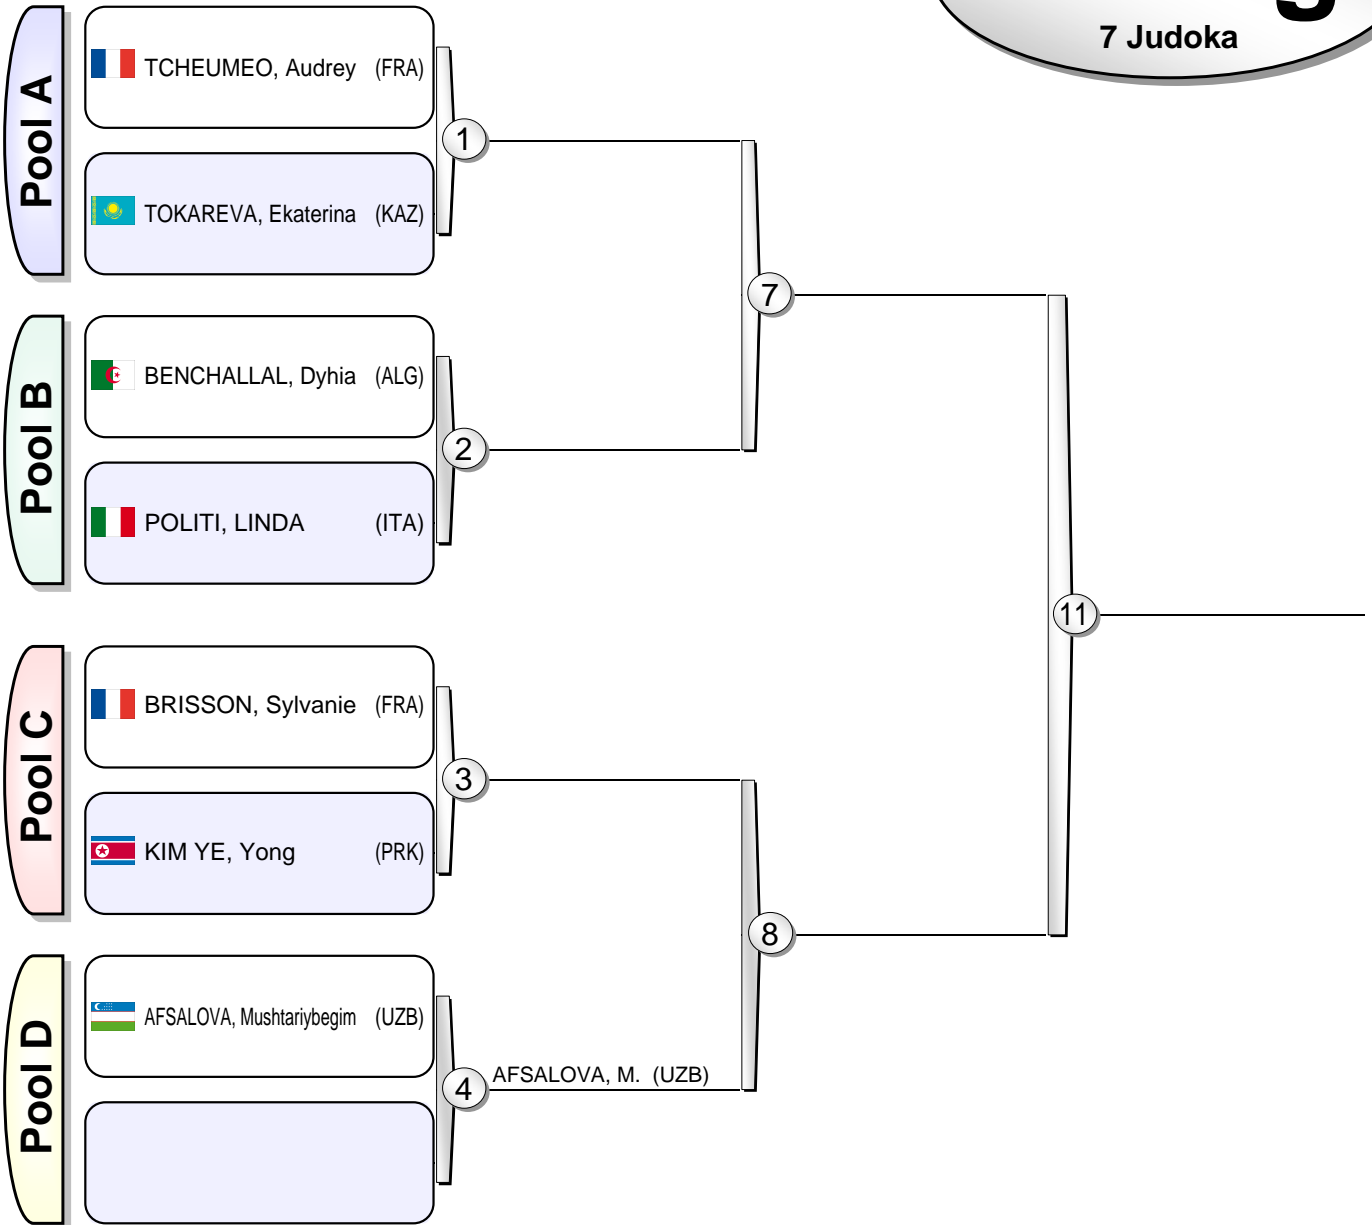 7 Judoka
Pool A
TCHEUMEO, Audrey (FRA)
1
TOKAREVA, Ekaterina (KAZ)
7
Pool B
BENCHALLAL, Dyhia (ALG)
2
POLITI, LINDA (ITA)
11
Pool C
BRISSON, Sylvanie (FRA)
3
KIM YE, Yong (PRK)
8
Pool D
AFSALOVA, Mushtariybegim (UZB)
4
AFSALOVA, M. (UZB)